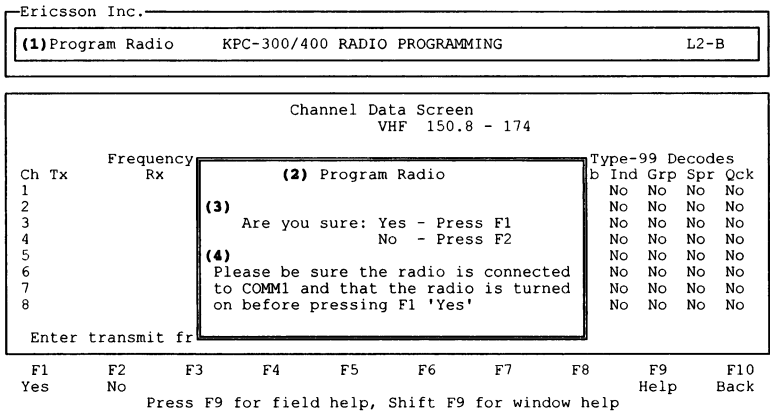 Ericsson Inc.
(1) Program Radio KPC-300/400 RADIO PROGRAMMING L2-B
Channel Data Screen
VHF 150.8 - 174
Frequency Type-99 Decodes
Ch Tx Rx b Ind Grp Spr Qck
(2) Program Radio
1 No No No No
2 No No No No
(3)
3 Are you sure: Yes - Press F1 No No No No
4 No - Press F2 No No No No
5 No No No No
(4)
6 Please be sure the radio is connected No No No No
7 to COMM1 and that the radio is turned No No No No
8 on before pressing F1 'Yes' No No No No
Enter transmit fr
F1 F2 F3 F4 F5 F6 F7 F8 F9 F10
Yes No Help Back
Press F9 for field help, Shift F9 for window help